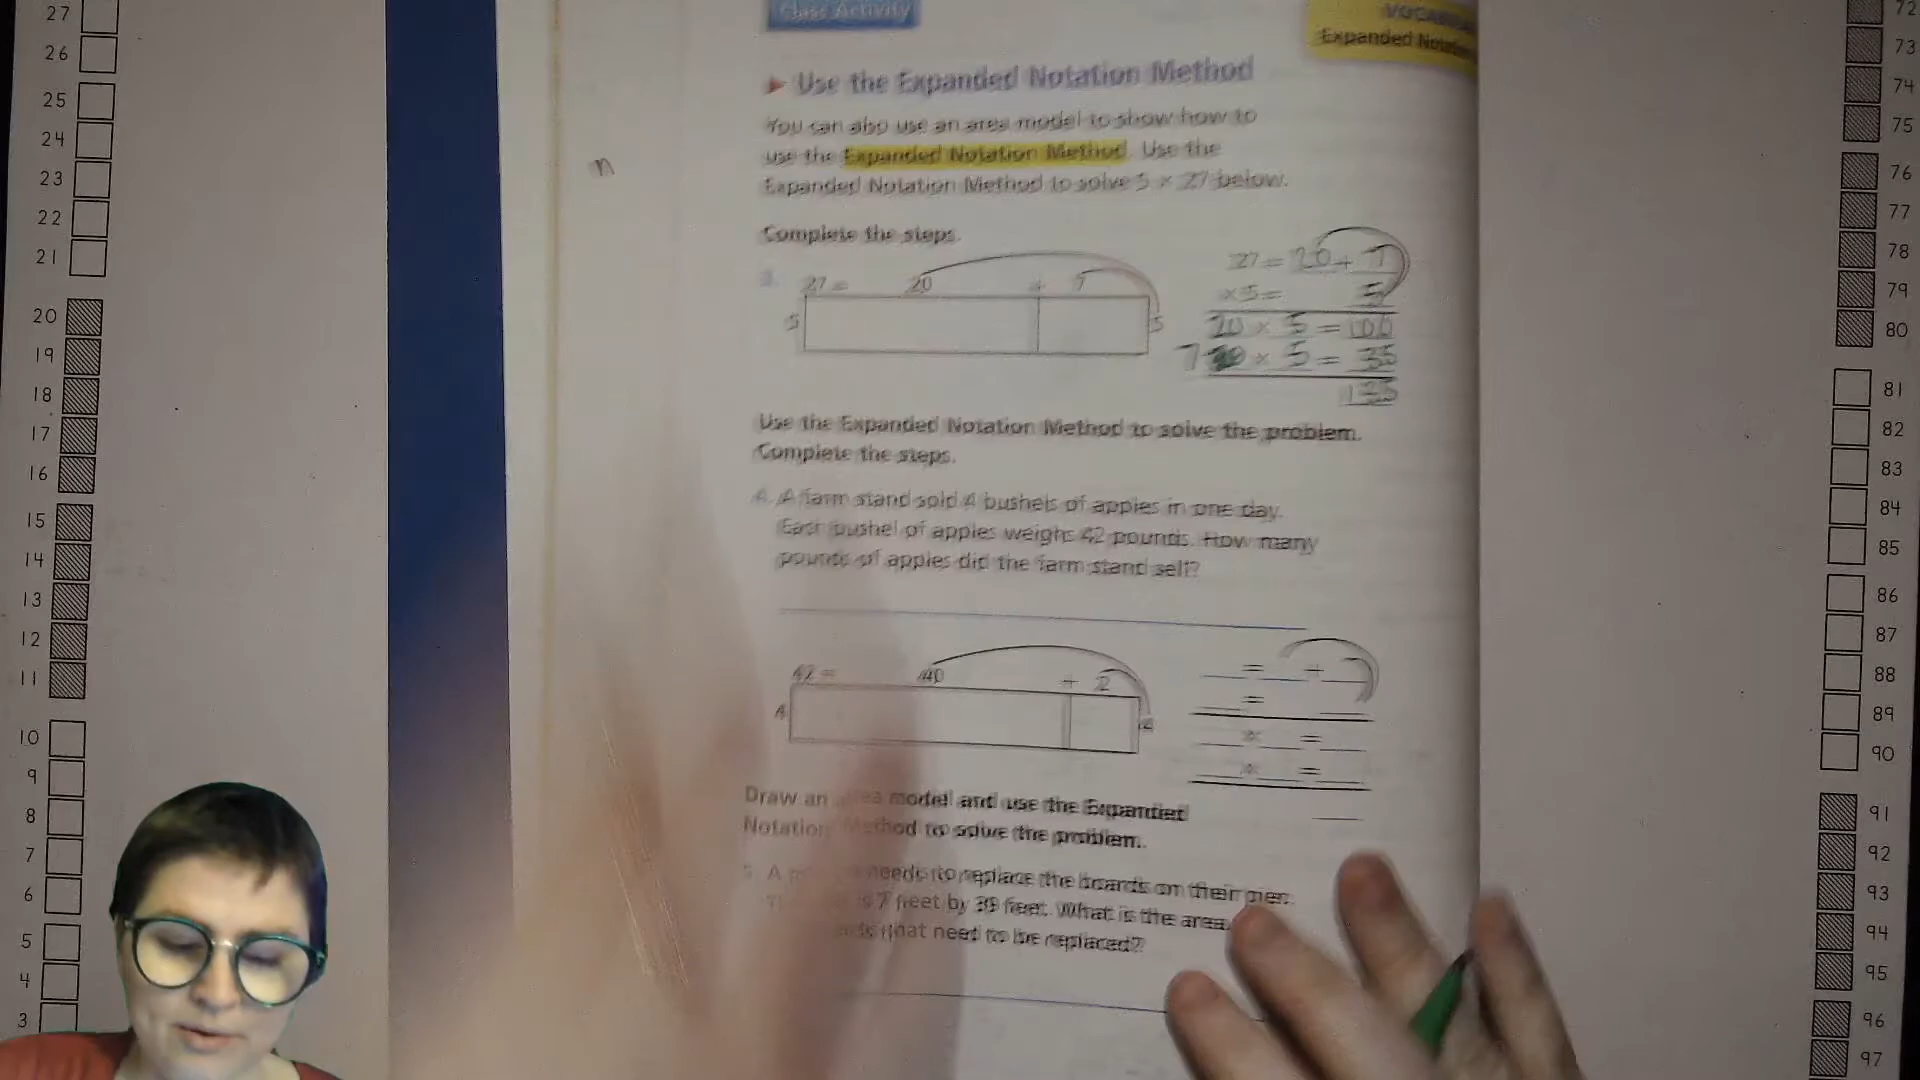 27
26
25
24
23
22
21
20
19
18
17
16
15
14
13
12
11
10
9
8
7
6
5
4
3
n
Class Activity
Expanded
Use the Expanded Notation Method
You can also use an area model to show how to
use the Expanded Notation Method. Use the
Expanded Notation Method to solve 5 × 27 below.
Complete the steps.
3. 27 = 20 + 7
5 5
27 = 20 + 7
×5 = 5
20 × 5 = 100
7 × 5 = 35
135
Use the Expanded Notation Method to solve the problem.
Complete the steps.
4. A farm stand sold 4 bushels of apples in one day.
Each bushel of apples weighs 42 pounds. How many
pounds of apples did the farm stand sell?
42 = 40 + 2
4 4
= +
=
× =
× =
Draw an area model and use the Expanded
Notation Method to solve the problem.
5. A needs to replace the boards on their pier.
7 feet by 39 feet. What is the area
that need to be replaced?
72
73
74
75
76
77
78
79
80
81
82
83
84
85
86
87
88
89
90
91
92
93
94
95
96
97